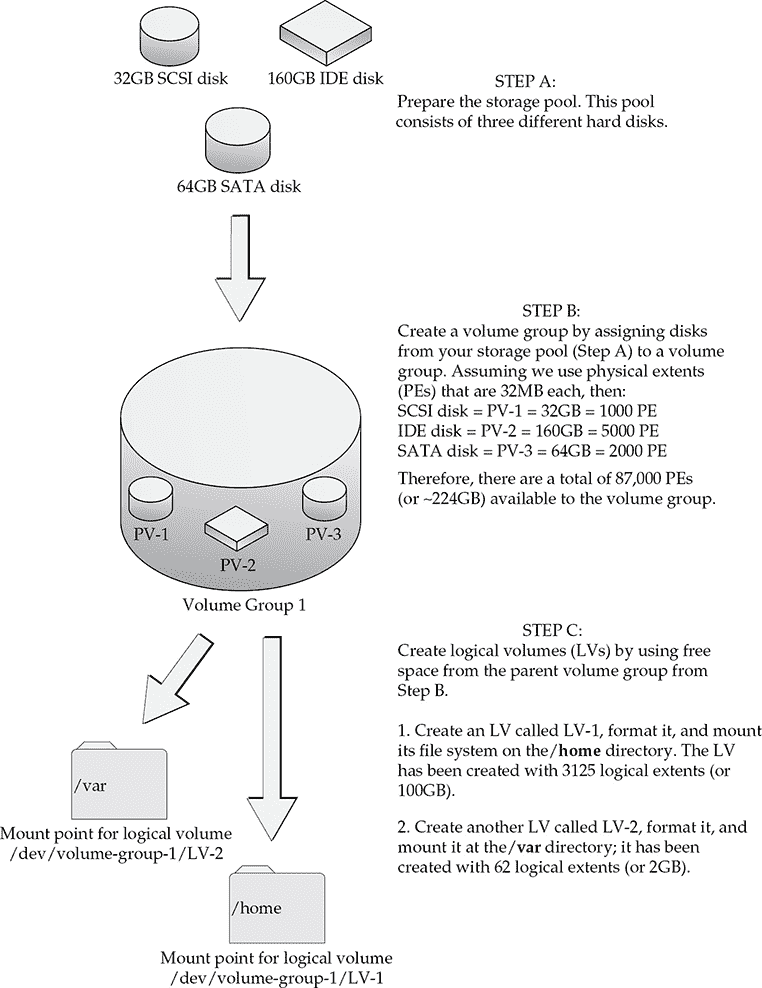 32GB SCSI disk
160GB IDE disk
64GB SATA disk
STEP A:
Prepare the storage pool. This pool
consists of three different hard disks.
STEP B:
Create a volume group by assigning disks
from your storage pool (Step A) to a volume
group. Assuming we use physical extents
(PEs) that are 32MB each, then:
SCSI disk = PV-1 = 32GB = 1000 PE
IDE disk = PV-2 = 160GB = 5000 PE
SATA disk = PV-3 = 64GB = 2000 PE
Therefore, there are a total of 87,000 PEs
(or ~224GB) available to the volume group.
PV-1
PV-2
PV-3
Volume Group 1
STEP C:
Create logical volumes (LVs) by using free
space from the parent volume group from
Step B.
1. Create an LV called LV-1, format it, and mount
its file system on the/home directory. The LV
has been created with 3125 logical extents (or
100GB).
2. Create another LV called LV-2, format it, and
mount it at the/var directory; it has been
created with 62 logical extents (or 2GB).
/var
Mount point for logical volume
/dev/volume-group-1/LV-2
/home
Mount point for logical volume
/dev/volume-group-1/LV-1